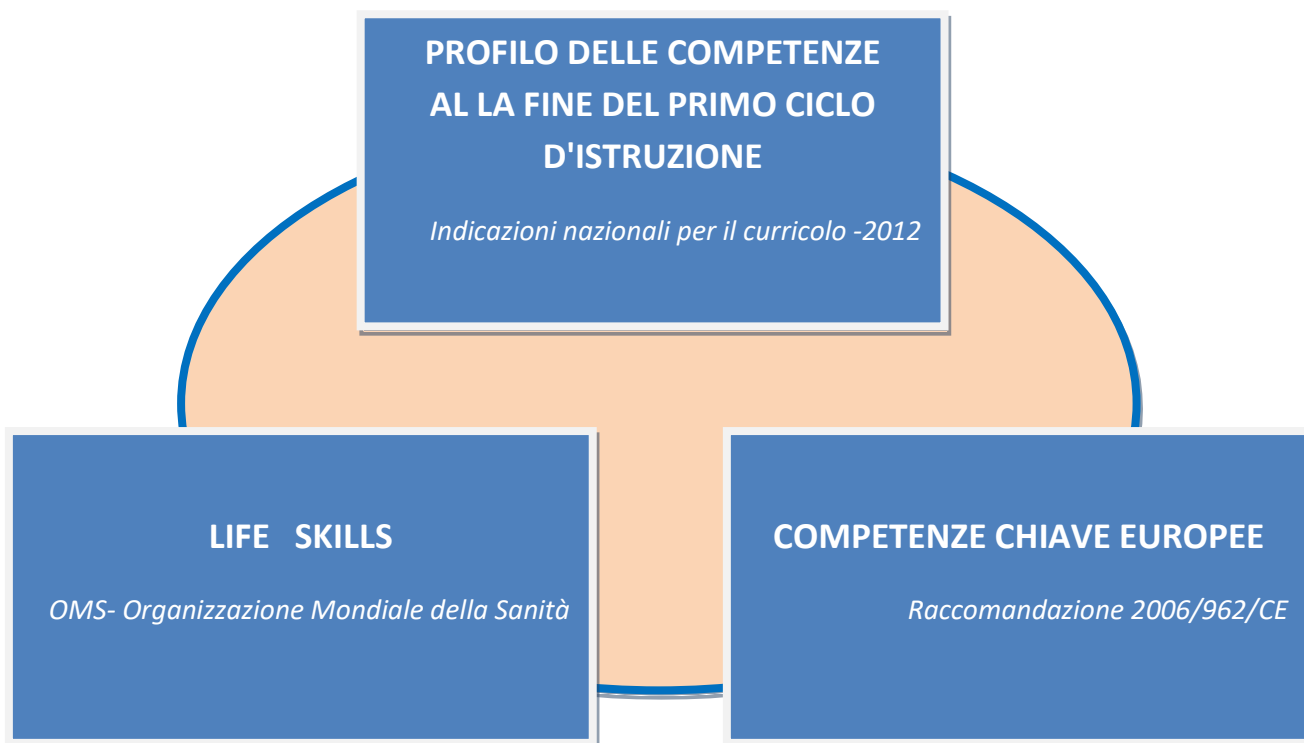 PROFILO DELLE COMPETENZE
AL LA FINE DEL PRIMO CICLO
D'ISTRUZIONE
Indicazioni nazionali per il curricolo -2012
LIFE SKILLS
OMS- Organizzazione Mondiale della Sanità
COMPETENZE CHIAVE EUROPEE
Raccomandazione 2006/962/CE